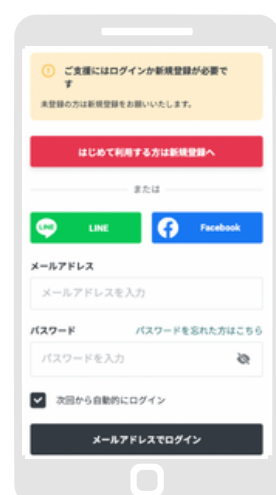 ご支援にはログインか新規登録が必要で
す
未登録の方は新規登録をお願いいたします。
はじめて利用する方は新規登録へ
または
LINE LINE
Facebook
メールアドレス
メールアドレスを入力
パスワード パスワードを忘れた方はこちら
パスワードを入力
次回から自動的にログイン
メールアドレスでログイン